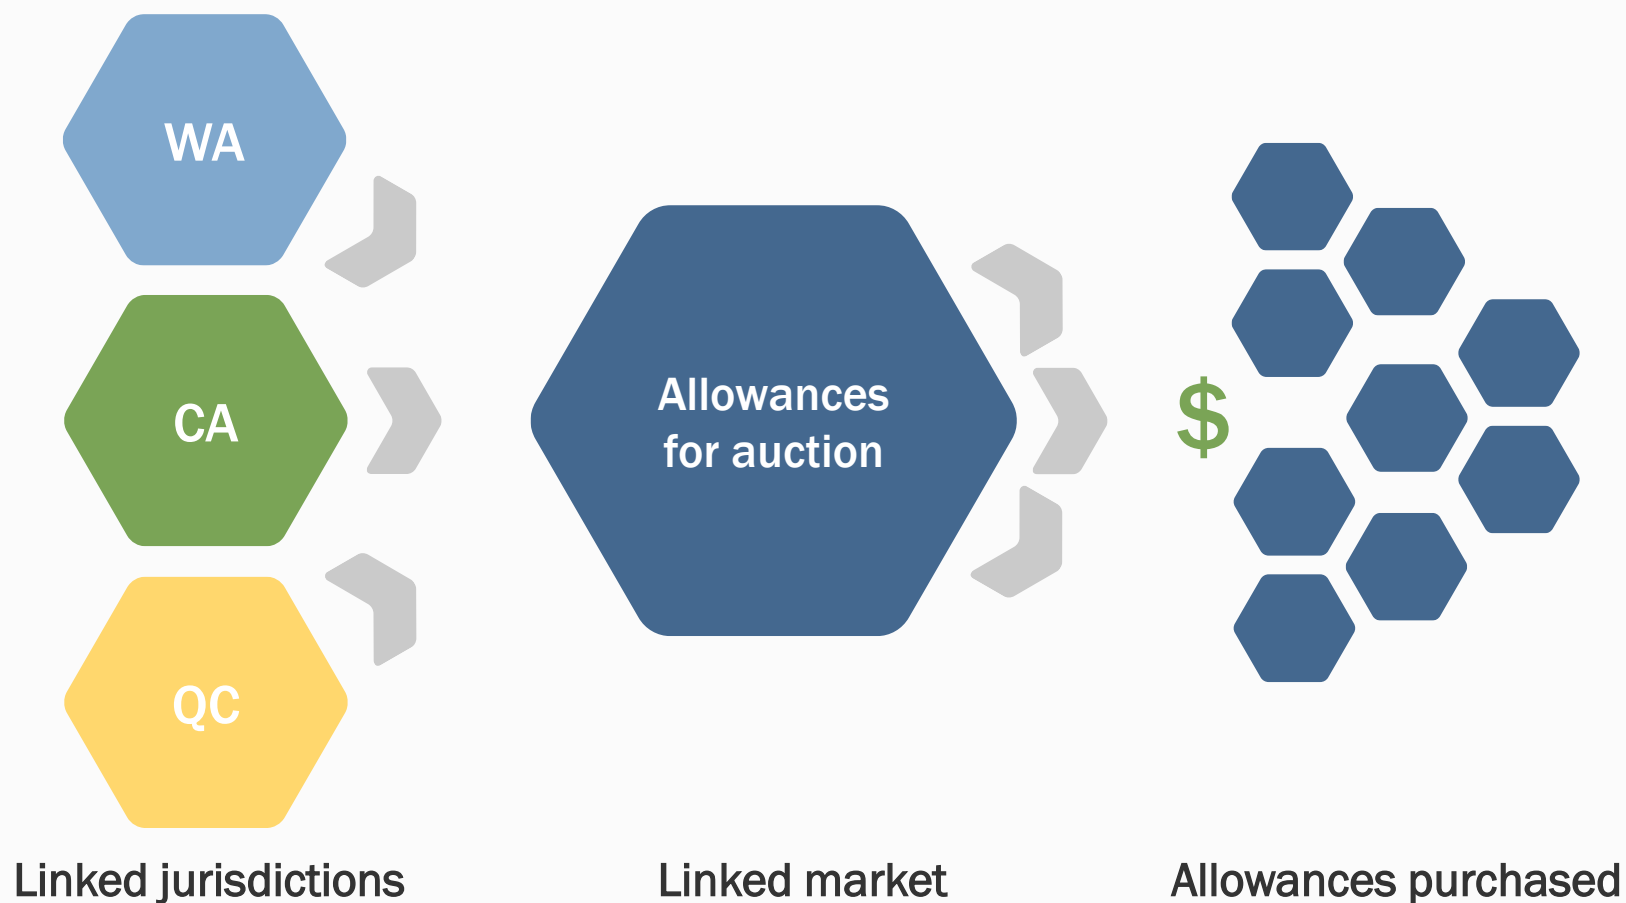 WA
CA
QC
Allowances
for auction
$
Linked jurisdictions
Linked market
Allowances purchased